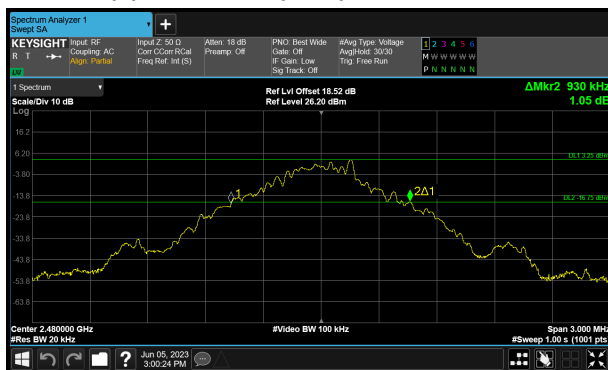 Spectrum Analyzer 1
Swept SA
+
KEYSIGHT
R T
Input: RF
Coupling: AC
Align: Partial
Input Z: 50 Ω
Corr CCorr RCal
Freq Ref: Int (S)
Atten: 18 dB
Preamp: Off
PNO: Best Wide
Gate: Off
IF Gain: Low
Sig Track: Off
#Avg Type: Voltage
Avg|Hold: 30/30
Trig: Free Run
1 2 3 4 5 6
M W W W W W
P N N N N N
1 Spectrum
Scale/Div 10 dB
Log
Ref Lvl Offset 18.52 dB
Ref Level 26.20 dBm
ΔMkr2 930 kHz
1.05 dB
16.2
6.20
-3.80
-13.8
-23.8
-33.8
-43.8
-53.8
-63.8
DL1 3.25 dBm
DL2 -16.75 dBm
1
2Δ1
Center 2.480000 GHz
#Res BW 20 kHz
#Video BW 100 kHz
Span 3.000 MHz
#Sweep 1.00 s (1001 pts
?
Jun 05, 2023
3:00:24 PM